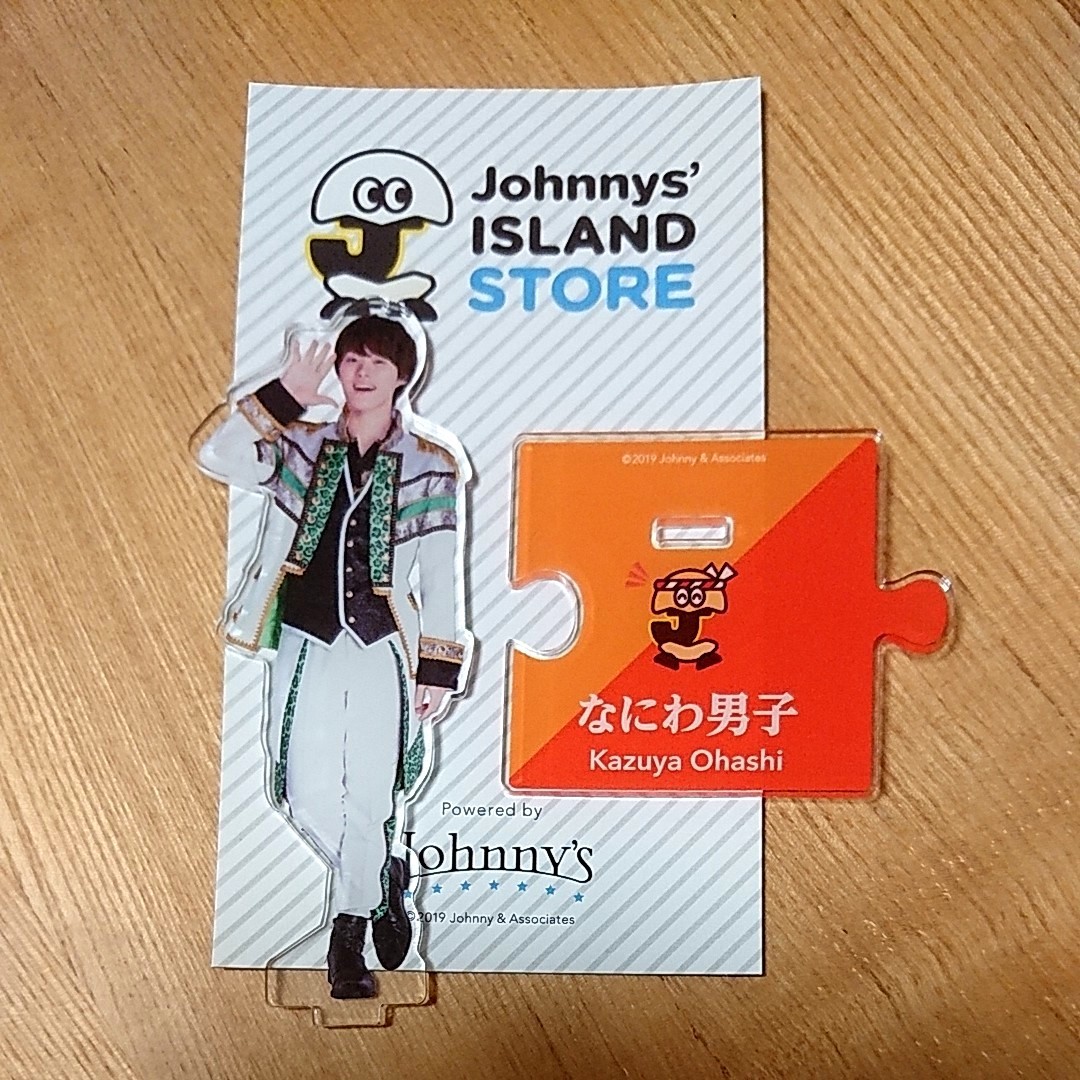 Johnnys'
ISLAND
STORE
©2019 Johnny & Associates
なにわ男子
Kazuya Ohashi
Powered by
Johnny's
©2019 Johnny & Associates